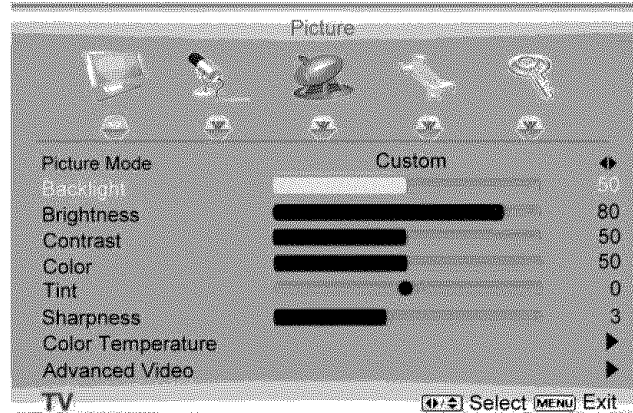 Picture
Picture Mode Custom
Backlight 50
Brightness 80
Contrast 50
Color 50
Tint 0
Sharpness 3
Color Temperature
Advanced Video
TV Select MENU Exit